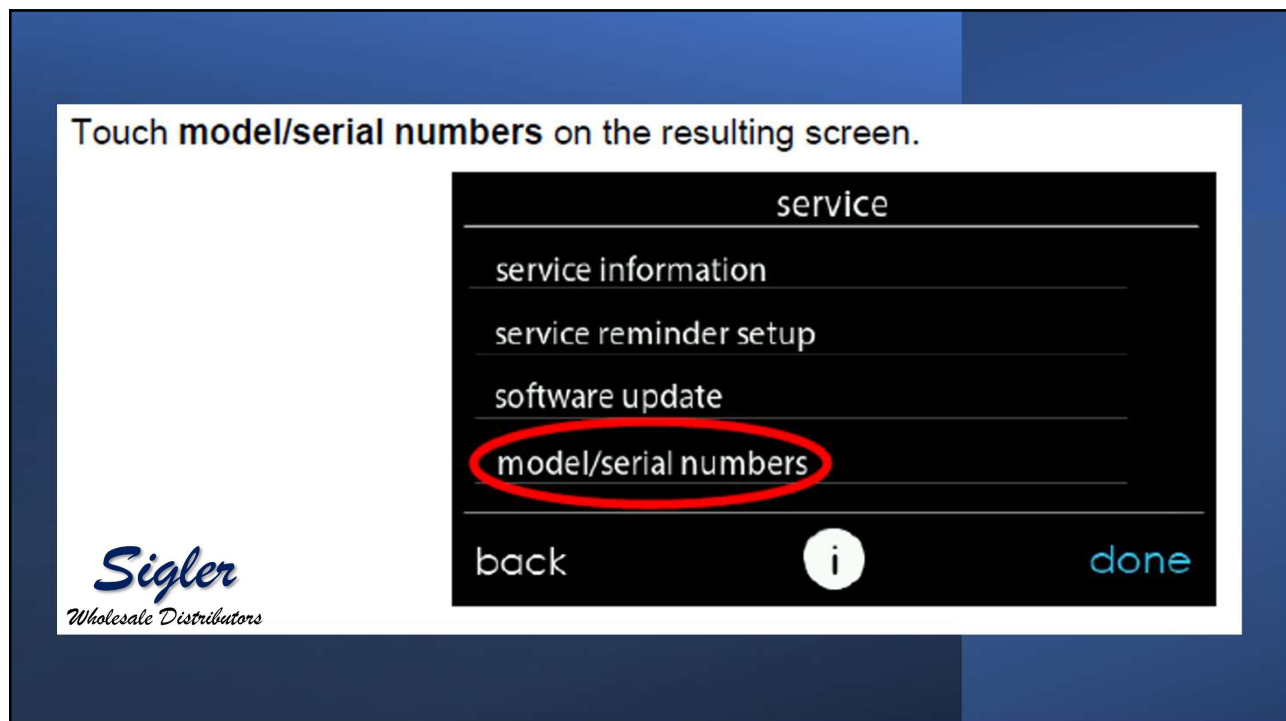 Touch model/serial numbers on the resulting screen.
service
service information
service reminder setup
software update
model/serial numbers
back
i
done
Sigler
Wholesale Distributors